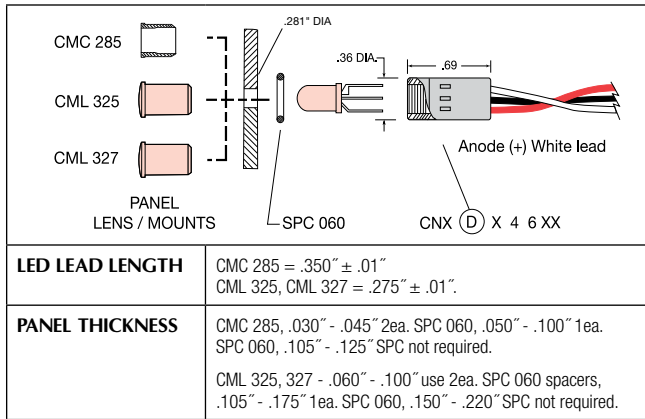 CMC 285
CML 325
CML 327
PANEL
LENS / MOUNTS
.281" DIA
SPC 060
.36 DIA.
.69
Anode (+) White lead
CNX D X 4 6 XX
LED LEAD LENGTH
CMC 285 = .350˝ ± .01˝
CML 325, CML 327 = .275˝ ± .01˝.
PANEL THICKNESS
CMC 285, .030˝ - .045˝ 2ea. SPC 060, .050˝ - .100˝ 1ea.
SPC 060, .105˝ - .125˝ SPC not required.
CML 325, 327 - .060˝ - .100˝ use 2ea. SPC 060 spacers,
.105˝ - .175˝ 1ea. SPC 060, .150˝ - .220˝ SPC not required.